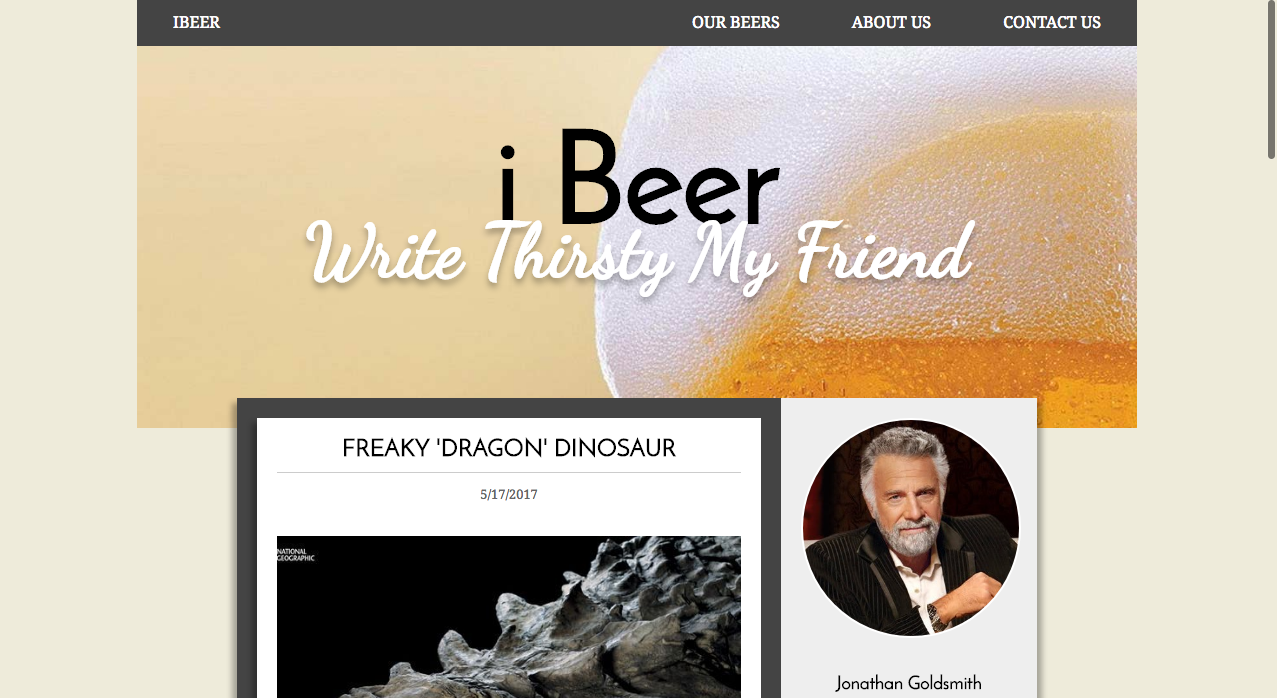 IBEER
OUR BEERS
ABOUT US
CONTACT US
i Beer
Write Thirsty My Friend
FREAKY 'DRAGON' DINOSAUR
5/17/2017
NATIONAL
GEOGRAPHIC
Jonathan Goldsmith